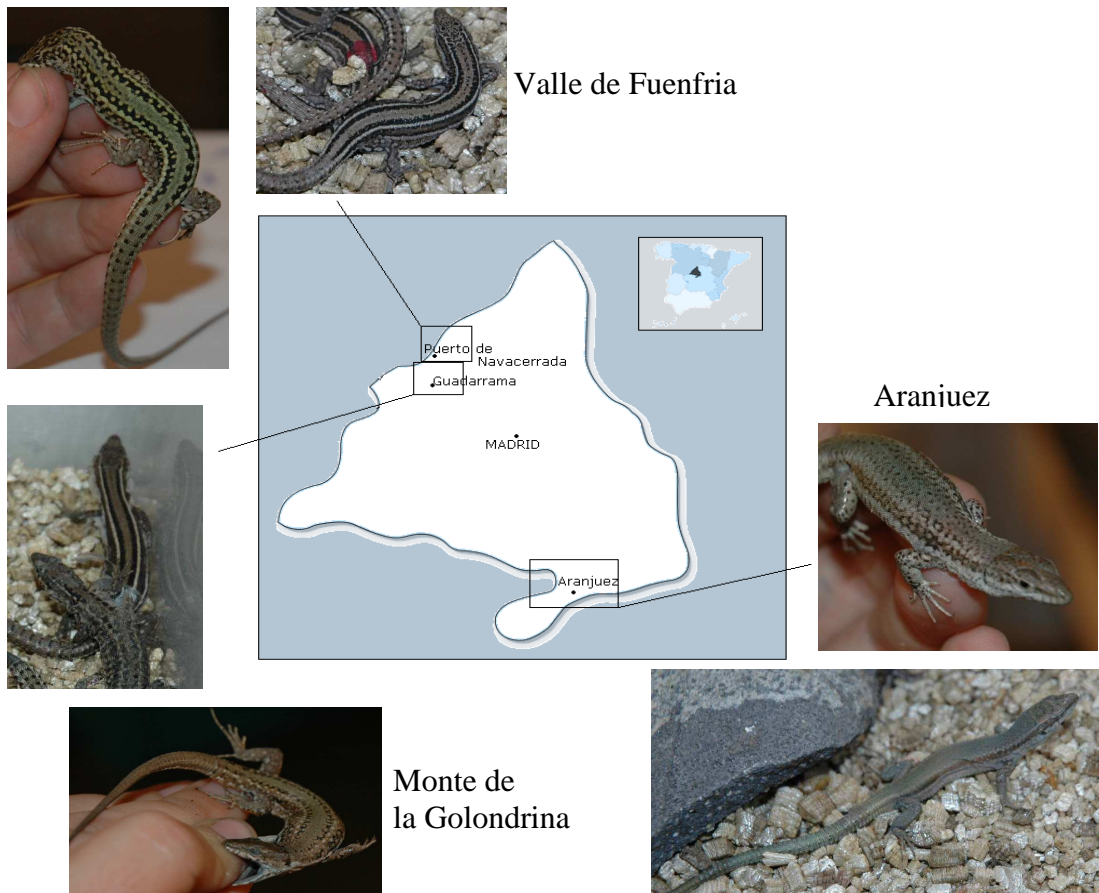 Valle de Fuenfria
Puerto de
Navacerrada
Guadarrama
MADRID
Aranjuez
Aranjuez
Monte de
la Golondrina